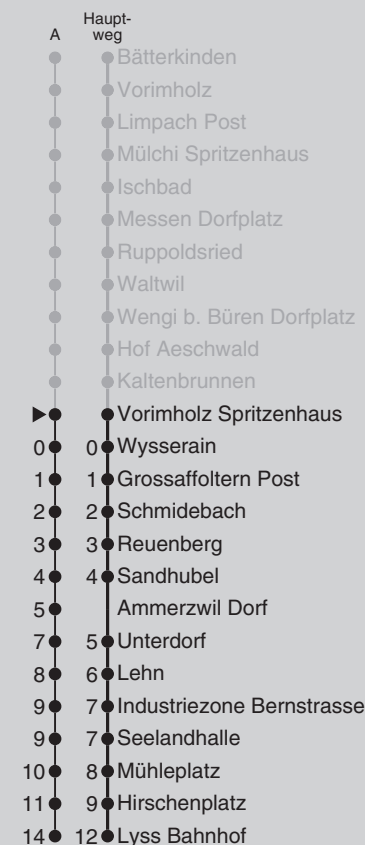 A Haupt-
weg
Bätterkinden
Vorimholz
Limpach Post
Mülchi Spritzenhaus
Ischbad
Messen Dorfplatz
Ruppoldsried
Waltwil
Wengi b. Büren Dorfplatz
Hof Aeschwald
Kaltenbrunnen
Vorimholz Spritzenhaus
0 0 Wysserain
1 1 Grossaffoltern Post
2 2 Schmidebach
3 3 Reuenberg
4 4 Sandhubel
5 Ammerzwil Dorf
7 5 Unterdorf
8 6 Lehn
9 7 Industriezone Bernstrasse
9 7 Seelandhalle
10 8 Mühleplatz
11 9 Hirschenplatz
14 12 Lyss Bahnhof